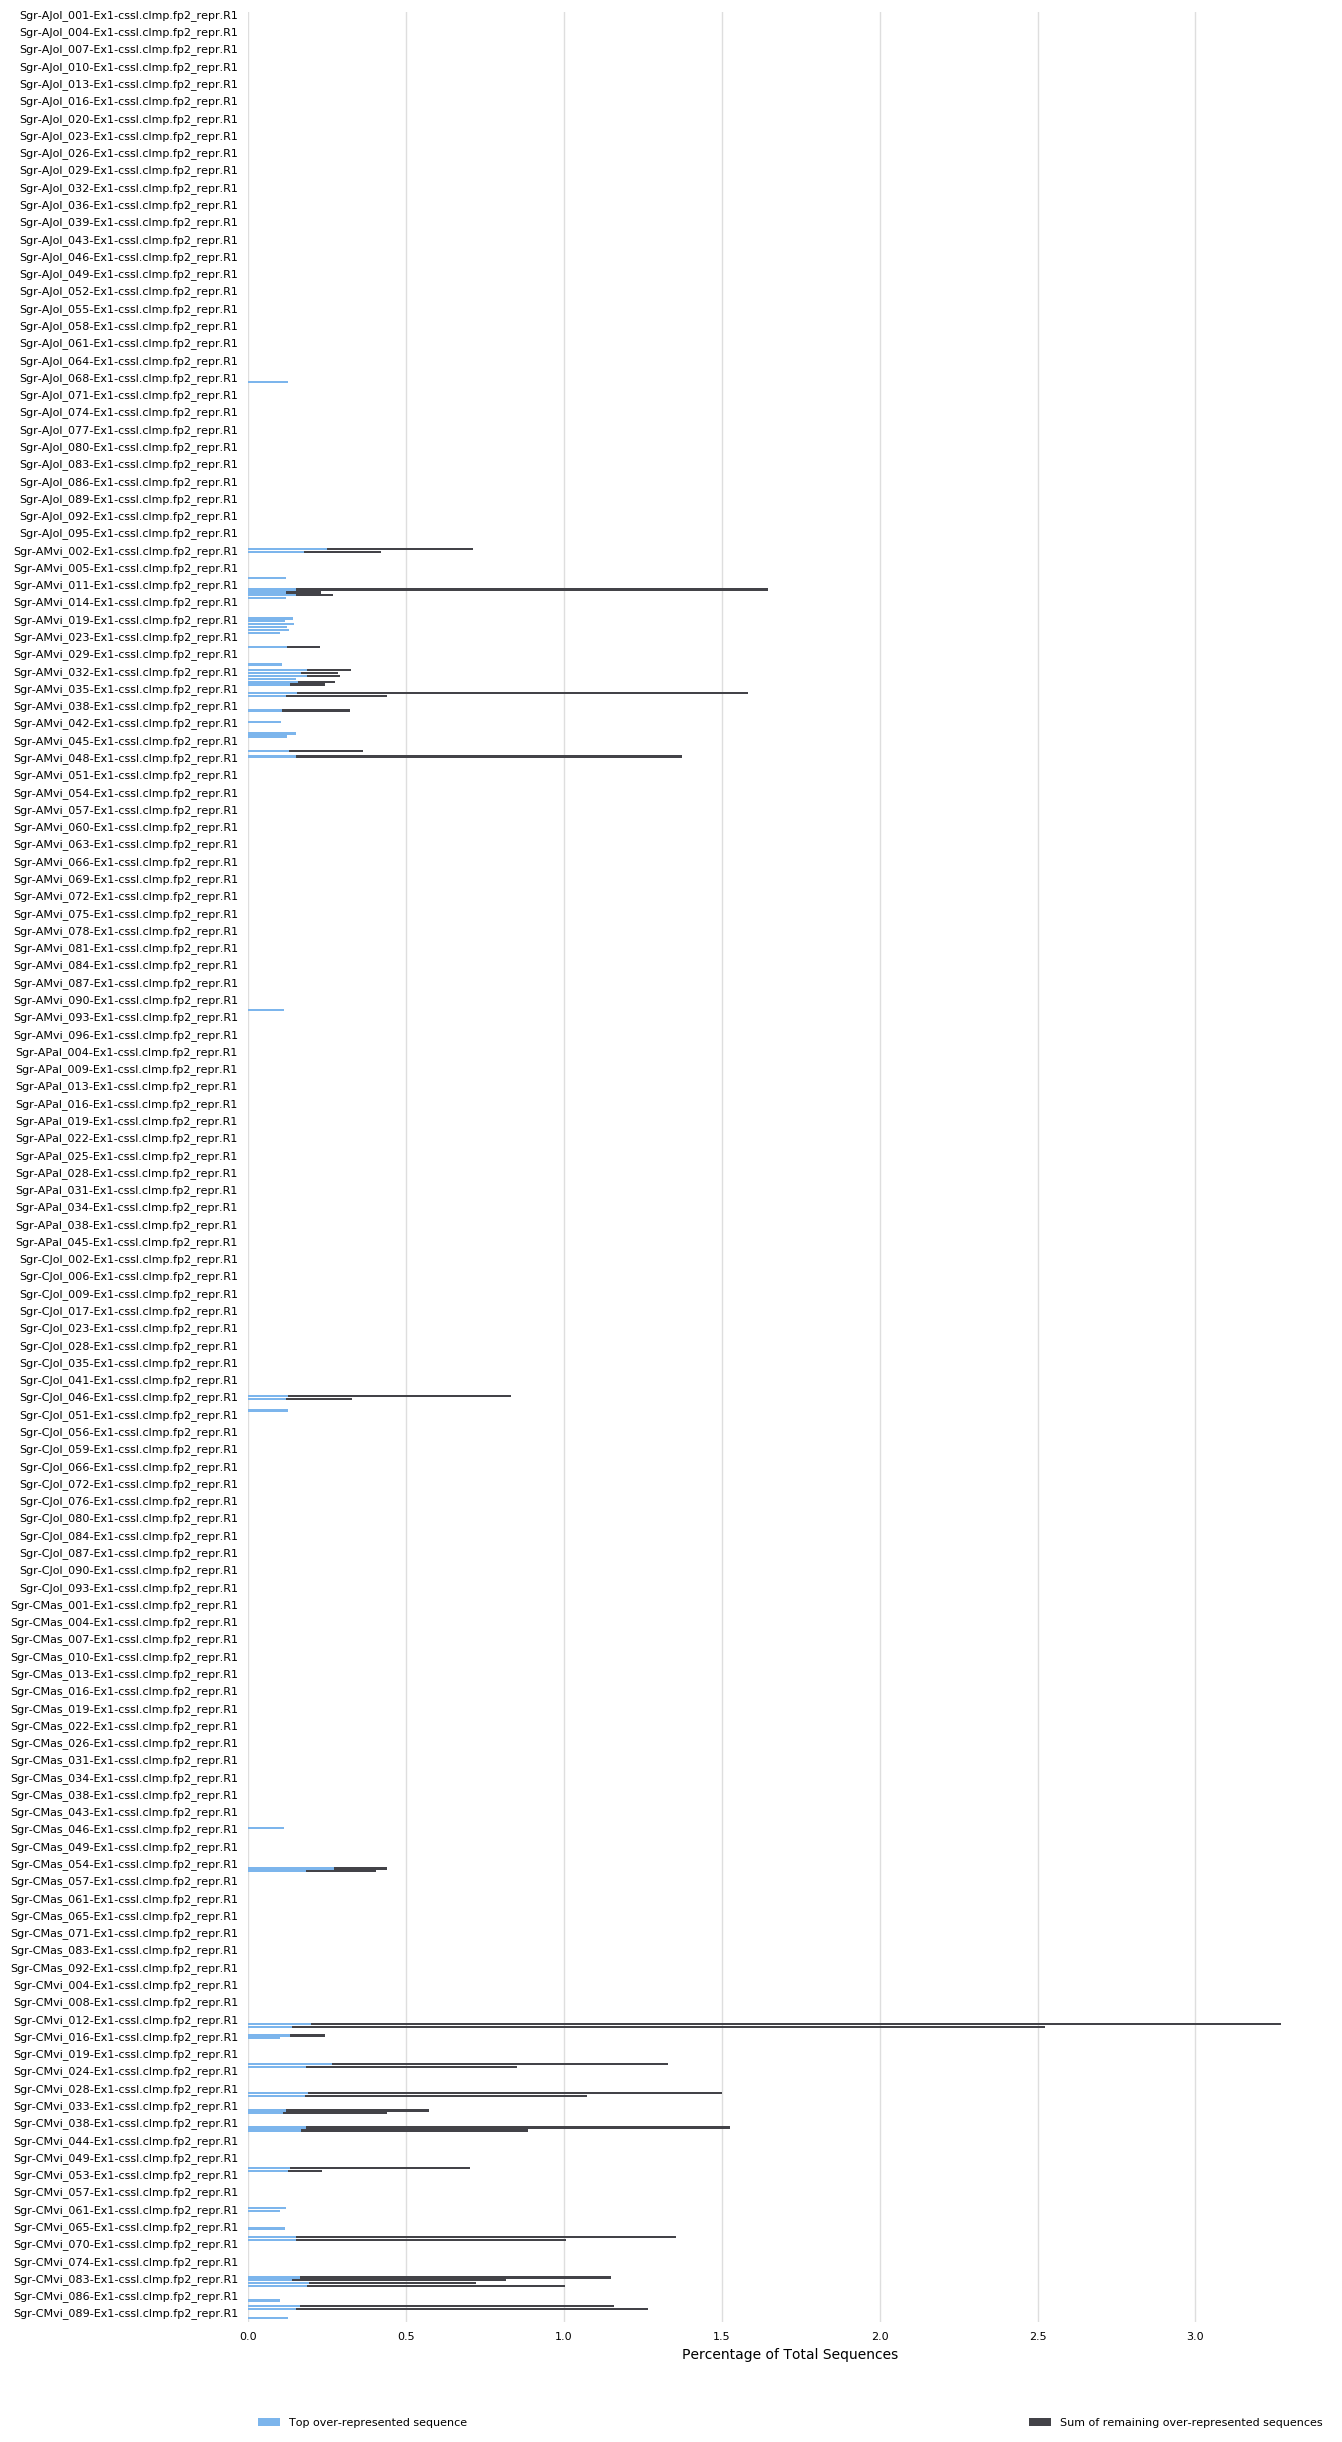 Sgr-AJol_001-Ex1-cssl.clmp.fp2_repr.R1
Sgr-AJol_004-Ex1-cssl.clmp.fp2_repr.R1
Sgr-AJol_007-Ex1-cssl.clmp.fp2_repr.R1
Sgr-AJol_010-Ex1-cssl.clmp.fp2_repr.R1
Sgr-AJol_013-Ex1-cssl.clmp.fp2_repr.R1
Sgr-AJol_016-Ex1-cssl.clmp.fp2_repr.R1
Sgr-AJol_020-Ex1-cssl.clmp.fp2_repr.R1
Sgr-AJol_023-Ex1-cssl.clmp.fp2_repr.R1
Sgr-AJol_026-Ex1-cssl.clmp.fp2_repr.R1
Sgr-AJol_029-Ex1-cssl.clmp.fp2_repr.R1
Sgr-AJol_032-Ex1-cssl.clmp.fp2_repr.R1
Sgr-AJol_036-Ex1-cssl.clmp.fp2_repr.R1
Sgr-AJol_039-Ex1-cssl.clmp.fp2_repr.R1
Sgr-AJol_043-Ex1-cssl.clmp.fp2_repr.R1
Sgr-AJol_046-Ex1-cssl.clmp.fp2_repr.R1
Sgr-AJol_049-Ex1-cssl.clmp.fp2_repr.R1
Sgr-AJol_052-Ex1-cssl.clmp.fp2_repr.R1
Sgr-AJol_055-Ex1-cssl.clmp.fp2_repr.R1
Sgr-AJol_058-Ex1-cssl.clmp.fp2_repr.R1
Sgr-AJol_061-Ex1-cssl.clmp.fp2_repr.R1
Sgr-AJol_064-Ex1-cssl.clmp.fp2_repr.R1
Sgr-AJol_068-Ex1-cssl.clmp.fp2_repr.R1
Sgr-AJol_071-Ex1-cssl.clmp.fp2_repr.R1
Sgr-AJol_074-Ex1-cssl.clmp.fp2_repr.R1
Sgr-AJol_077-Ex1-cssl.clmp.fp2_repr.R1
Sgr-AJol_080-Ex1-cssl.clmp.fp2_repr.R1
Sgr-AJol_083-Ex1-cssl.clmp.fp2_repr.R1
Sgr-AJol_086-Ex1-cssl.clmp.fp2_repr.R1
Sgr-AJol_089-Ex1-cssl.clmp.fp2_repr.R1
Sgr-AJol_092-Ex1-cssl.clmp.fp2_repr.R1
Sgr-AJol_095-Ex1-cssl.clmp.fp2_repr.R1
Sgr-AMvi_002-Ex1-cssl.clmp.fp2_repr.R1
Sgr-AMvi_005-Ex1-cssl.clmp.fp2_repr.R1
Sgr-AMvi_011-Ex1-cssl.clmp.fp2_repr.R1
Sgr-AMvi_014-Ex1-cssl.clmp.fp2_repr.R1
Sgr-AMvi_019-Ex1-cssl.clmp.fp2_repr.R1
Sgr-AMvi_023-Ex1-cssl.clmp.fp2_repr.R1
Sgr-AMvi_029-Ex1-cssl.clmp.fp2_repr.R1
Sgr-AMvi_032-Ex1-cssl.clmp.fp2_repr.R1
Sgr-AMvi_035-Ex1-cssl.clmp.fp2_repr.R1
Sgr-AMvi_038-Ex1-cssl.clmp.fp2_repr.R1
Sgr-AMvi_042-Ex1-cssl.clmp.fp2_repr.R1
Sgr-AMvi_045-Ex1-cssl.clmp.fp2_repr.R1
Sgr-AMvi_048-Ex1-cssl.clmp.fp2_repr.R1
Sgr-AMvi_051-Ex1-cssl.clmp.fp2_repr.R1
Sgr-AMvi_054-Ex1-cssl.clmp.fp2_repr.R1
Sgr-AMvi_057-Ex1-cssl.clmp.fp2_repr.R1
Sgr-AMvi_060-Ex1-cssl.clmp.fp2_repr.R1
Sgr-AMvi_063-Ex1-cssl.clmp.fp2_repr.R1
Sgr-AMvi_066-Ex1-cssl.clmp.fp2_repr.R1
Sgr-AMvi_069-Ex1-cssl.clmp.fp2_repr.R1
Sgr-AMvi_072-Ex1-cssl.clmp.fp2_repr.R1
Sgr-AMvi_075-Ex1-cssl.clmp.fp2_repr.R1
Sgr-AMvi_078-Ex1-cssl.clmp.fp2_repr.R1
Sgr-AMvi_081-Ex1-cssl.clmp.fp2_repr.R1
Sgr-AMvi_084-Ex1-cssl.clmp.fp2_repr.R1
Sgr-AMvi_087-Ex1-cssl.clmp.fp2_repr.R1
Sgr-AMvi_090-Ex1-cssl.clmp.fp2_repr.R1
Sgr-AMvi_093-Ex1-cssl.clmp.fp2_repr.R1
Sgr-AMvi_096-Ex1-cssl.clmp.fp2_repr.R1
Sgr-APal_004-Ex1-cssl.clmp.fp2_repr.R1
Sgr-APal_009-Ex1-cssl.clmp.fp2_repr.R1
Sgr-APal_013-Ex1-cssl.clmp.fp2_repr.R1
Sgr-APal_016-Ex1-cssl.clmp.fp2_repr.R1
Sgr-APal_019-Ex1-cssl.clmp.fp2_repr.R1
Sgr-APal_022-Ex1-cssl.clmp.fp2_repr.R1
Sgr-APal_025-Ex1-cssl.clmp.fp2_repr.R1
Sgr-APal_028-Ex1-cssl.clmp.fp2_repr.R1
Sgr-APal_031-Ex1-cssl.clmp.fp2_repr.R1
Sgr-APal_034-Ex1-cssl.clmp.fp2_repr.R1
Sgr-APal_038-Ex1-cssl.clmp.fp2_repr.R1
Sgr-APal_045-Ex1-cssl.clmp.fp2_repr.R1
Sgr-CJol_002-Ex1-cssl.clmp.fp2_repr.R1
Sgr-CJol_006-Ex1-cssl.clmp.fp2_repr.R1
Sgr-CJol_009-Ex1-cssl.clmp.fp2_repr.R1
Sgr-CJol_017-Ex1-cssl.clmp.fp2_repr.R1
Sgr-CJol_023-Ex1-cssl.clmp.fp2_repr.R1
Sgr-CJol_028-Ex1-cssl.clmp.fp2_repr.R1
Sgr-CJol_035-Ex1-cssl.clmp.fp2_repr.R1
Sgr-CJol_041-Ex1-cssl.clmp.fp2_repr.R1
Sgr-CJol_046-Ex1-cssl.clmp.fp2_repr.R1
Sgr-CJol_051-Ex1-cssl.clmp.fp2_repr.R1
Sgr-CJol_056-Ex1-cssl.clmp.fp2_repr.R1
Sgr-CJol_059-Ex1-cssl.clmp.fp2_repr.R1
Sgr-CJol_066-Ex1-cssl.clmp.fp2_repr.R1
Sgr-CJol_072-Ex1-cssl.clmp.fp2_repr.R1
Sgr-CJol_076-Ex1-cssl.clmp.fp2_repr.R1
Sgr-CJol_080-Ex1-cssl.clmp.fp2_repr.R1
Sgr-CJol_084-Ex1-cssl.clmp.fp2_repr.R1
Sgr-CJol_087-Ex1-cssl.clmp.fp2_repr.R1
Sgr-CJol_090-Ex1-cssl.clmp.fp2_repr.R1
Sgr-CJol_093-Ex1-cssl.clmp.fp2_repr.R1
Sgr-CMas_001-Ex1-cssl.clmp.fp2_repr.R1
Sgr-CMas_004-Ex1-cssl.clmp.fp2_repr.R1
Sgr-CMas_007-Ex1-cssl.clmp.fp2_repr.R1
Sgr-CMas_010-Ex1-cssl.clmp.fp2_repr.R1
Sgr-CMas_013-Ex1-cssl.clmp.fp2_repr.R1
Sgr-CMas_016-Ex1-cssl.clmp.fp2_repr.R1
Sgr-CMas_019-Ex1-cssl.clmp.fp2_repr.R1
Sgr-CMas_022-Ex1-cssl.clmp.fp2_repr.R1
Sgr-CMas_026-Ex1-cssl.clmp.fp2_repr.R1
Sgr-CMas_031-Ex1-cssl.clmp.fp2_repr.R1
Sgr-CMas_034-Ex1-cssl.clmp.fp2_repr.R1
Sgr-CMas_038-Ex1-cssl.clmp.fp2_repr.R1
Sgr-CMas_043-Ex1-cssl.clmp.fp2_repr.R1
Sgr-CMas_046-Ex1-cssl.clmp.fp2_repr.R1
Sgr-CMas_049-Ex1-cssl.clmp.fp2_repr.R1
Sgr-CMas_054-Ex1-cssl.clmp.fp2_repr.R1
Sgr-CMas_057-Ex1-cssl.clmp.fp2_repr.R1
Sgr-CMas_061-Ex1-cssl.clmp.fp2_repr.R1
Sgr-CMas_065-Ex1-cssl.clmp.fp2_repr.R1
Sgr-CMas_071-Ex1-cssl.clmp.fp2_repr.R1
Sgr-CMas_083-Ex1-cssl.clmp.fp2_repr.R1
Sgr-CMas_092-Ex1-cssl.clmp.fp2_repr.R1
Sgr-CMvi_004-Ex1-cssl.clmp.fp2_repr.R1
Sgr-CMvi_008-Ex1-cssl.clmp.fp2_repr.R1
Sgr-CMvi_012-Ex1-cssl.clmp.fp2_repr.R1
Sgr-CMvi_016-Ex1-cssl.clmp.fp2_repr.R1
Sgr-CMvi_019-Ex1-cssl.clmp.fp2_repr.R1
Sgr-CMvi_024-Ex1-cssl.clmp.fp2_repr.R1
Sgr-CMvi_028-Ex1-cssl.clmp.fp2_repr.R1
Sgr-CMvi_033-Ex1-cssl.clmp.fp2_repr.R1
Sgr-CMvi_038-Ex1-cssl.clmp.fp2_repr.R1
Sgr-CMvi_044-Ex1-cssl.clmp.fp2_repr.R1
Sgr-CMvi_049-Ex1-cssl.clmp.fp2_repr.R1
Sgr-CMvi_053-Ex1-cssl.clmp.fp2_repr.R1
Sgr-CMvi_057-Ex1-cssl.clmp.fp2_repr.R1
Sgr-CMvi_061-Ex1-cssl.clmp.fp2_repr.R1
Sgr-CMvi_065-Ex1-cssl.clmp.fp2_repr.R1
Sgr-CMvi_070-Ex1-cssl.clmp.fp2_repr.R1
Sgr-CMvi_074-Ex1-cssl.clmp.fp2_repr.R1
Sgr-CMvi_083-Ex1-cssl.clmp.fp2_repr.R1
Sgr-CMvi_086-Ex1-cssl.clmp.fp2_repr.R1
Sgr-CMvi_089-Ex1-cssl.clmp.fp2_repr.R1
0.0 0.5 1.0 1.5 2.0 2.5 3.0
Percentage of Total Sequences
Top over-represented sequence
Sum of remaining over-represented sequences